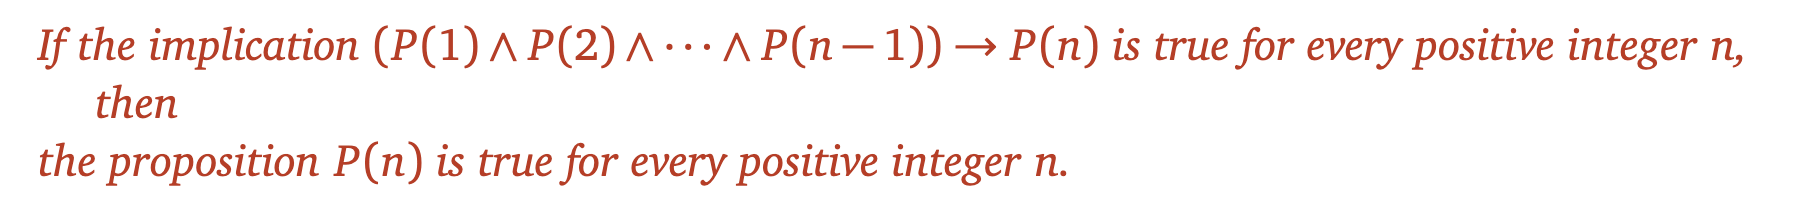 If the implication (P(1) ∧ P(2) ∧ ⋯ ∧ P(n − 1)) → P(n) is true for every positive integer n,
then
the proposition P(n) is true for every positive integer n.